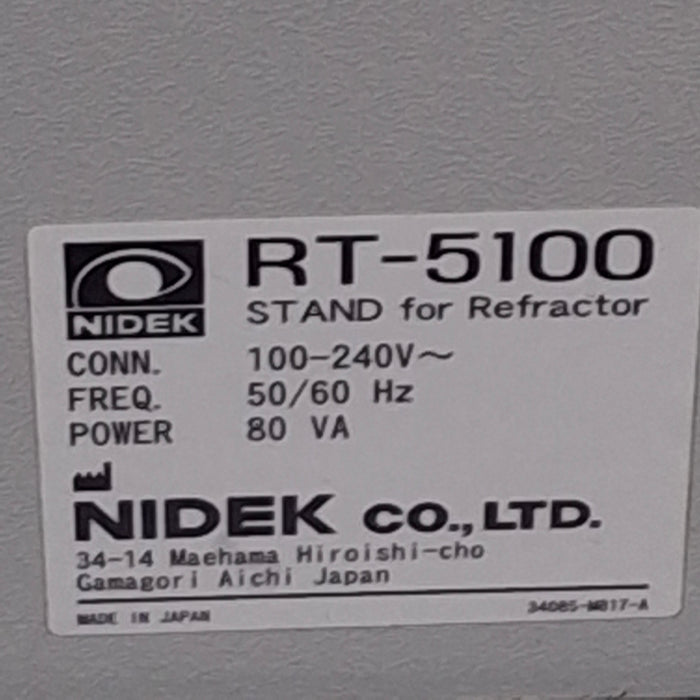 RT-5100
NIDEK
STAND for Refractor
CONN. 100-240V~
FREQ. 50/60 Hz
POWER 80 VA
NIDEK CO., LTD.
34-14 Maehama Hiroishi-cho
Gamagori Aichi Japan
MADE IN JAPAN
34085-M817-A